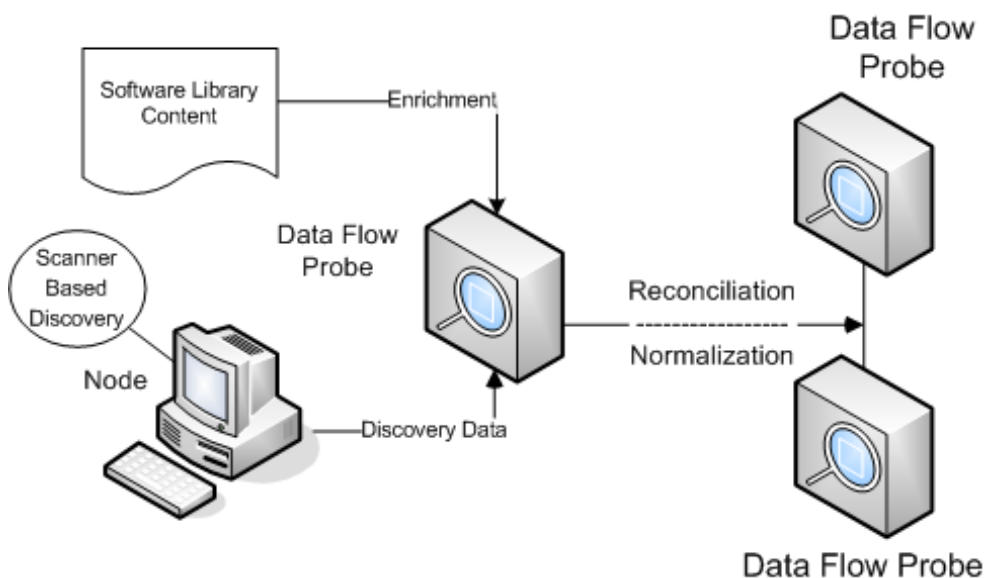 Data Flow
Probe
Software Library
Content
Enrichment
Data Flow
Probe
Scanner
Based
Discovery
Node
Discovery Data
Reconciliation
Normalization
Data Flow Probe